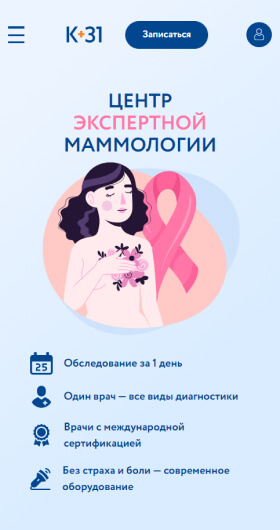 К+31
Записаться
ЦЕНТР
ЭКСПЕРТНОЙ
МАММОЛОГИИ
25
Обследование за 1 день
Один врач — все виды диагностики
Врачи с международной
сертификацией
Без страха и боли — современное
оборудование